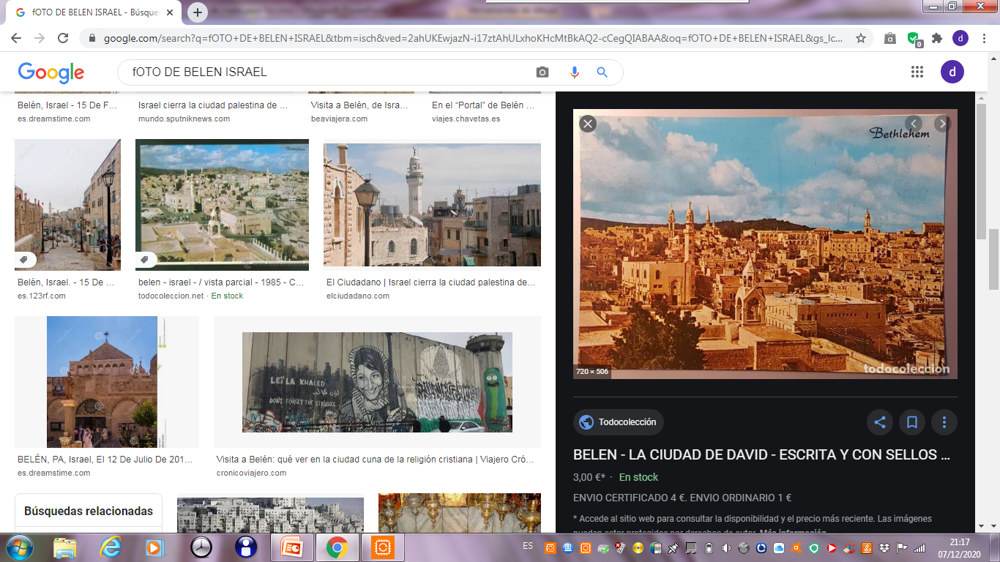 fOTO DE BELEN ISRAEL - Búsque
google.com/search?q=fOTO+DE+BELEN+ISRAEL&tbm=isch&ved=2ahUKEwjazN-i17ztAhULxhoKHcMtBkAQ2-cCegQIABAA&oq=fOTO+DE+BELEN+ISRAEL&gs_lc...
0
d
Google
fOTO DE BELEN ISRAEL
d
Belén, Israel - 15 De F...
es.dreamstime.com
Israel cierra la ciudad palestina de ...
mundo.sputniknews.com
Visita a Belén, de Isra...
beaviajera.com
En el “Portal” de Belén ...
viajes.chavetas.es
Bethlehem
Belén, Israel. - 15 De ...
es.123rf.com
belen - israel - / vista parcial - 1985 - C...
todocoleccion.net · En stock
El Ciudadano | Israel cierra la ciudad palestina de...
elciudadano.com
LEILA KHALED
DON'T FORGET THE STRUGGLE
BELÉN, PA, Israel, El 12 De Julio De 201...
es.dreamstime.com
Visita a Belén: qué ver en la ciudad cuna de la religión cristiana | Viajero Cró...
cronicoviajero.com
Búsquedas relacionadas
Bethlehem
720 × 506
todocoleccion
Todocolección
BELEN - LA CIUDAD DE DAVID - ESCRITA Y CON SELLOS ...
3,00 €* · En stock
ENVIO CERTIFICADO 4 €. ENVIO ORDINARIO 1 €
* Accede al sitio web para consultar la disponibilidad y el precio más reciente. Las imágenes
pueden estar protegidas por derechos de autor. Más información
ES
21:17
07/12/2020